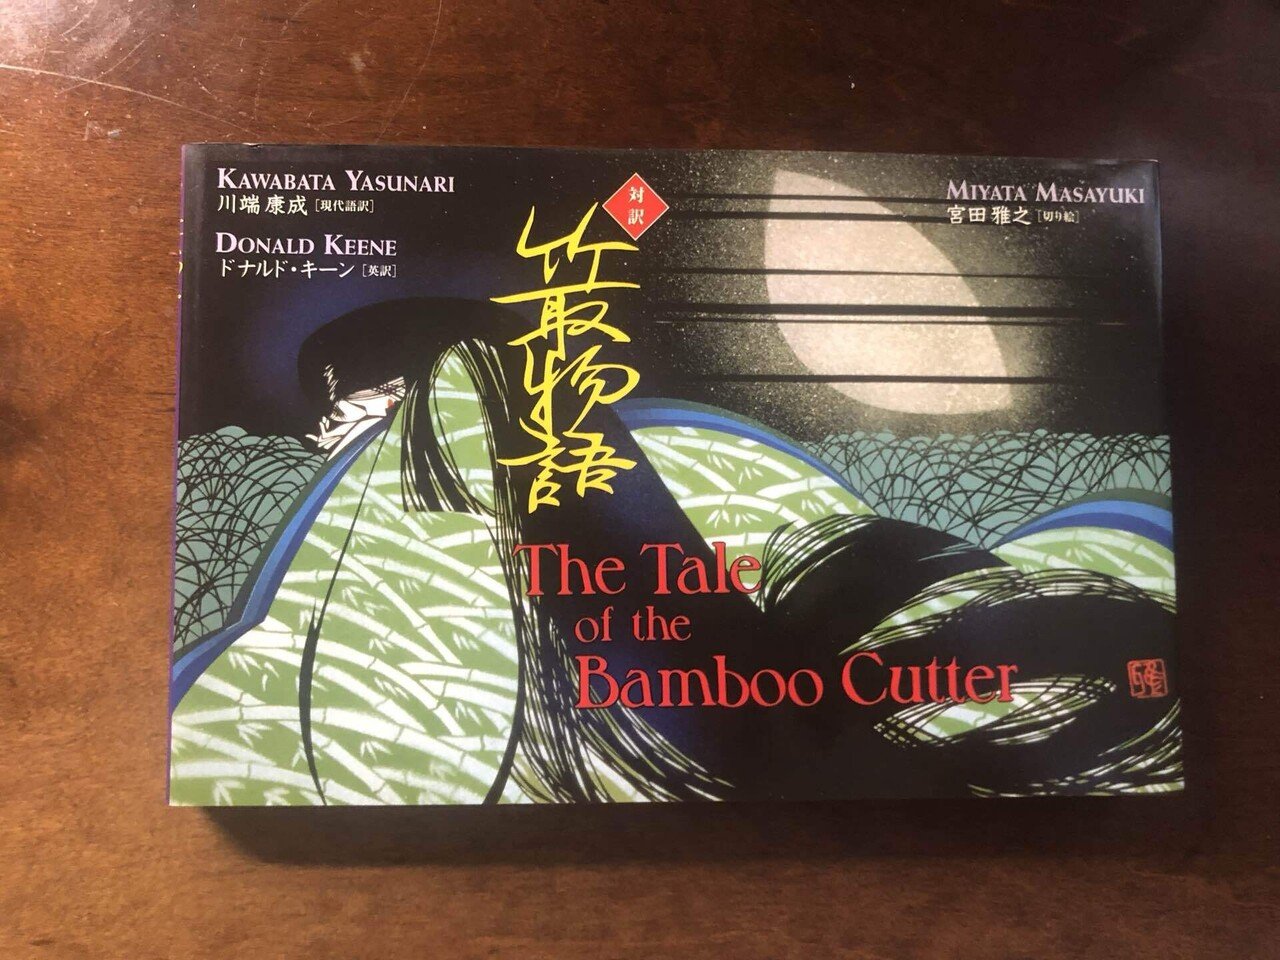 KAWABATA YASUNARI
川端 康成 [現代語訳]
DONALD KEENE
ドナルド・キーン [英訳]
対訳
竹取物語
MIYATA MASAYUKI
宮田 雅之 [切り絵]
The Tale
of the
Bamboo Cutter